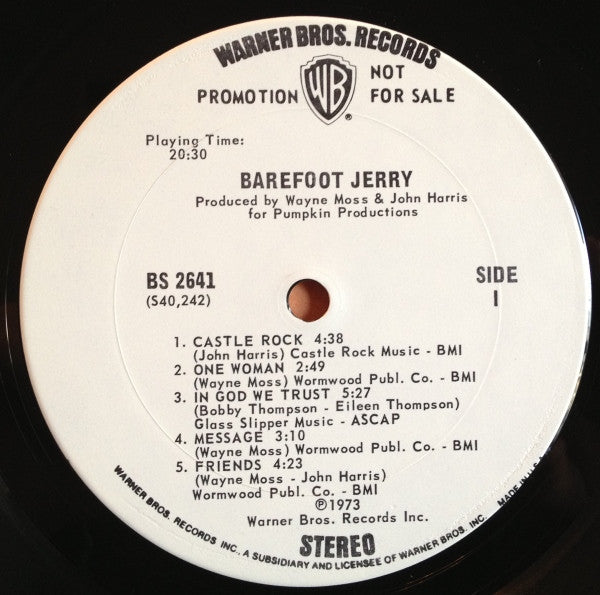 WARNER BROS. RECORDS
PROMOTION
WB
®
NOT
FOR SALE
Playing Time:
20:30
BAREFOOT JERRY
Produced by Wayne Moss & John Harris
for Pumpkin Productions
BS 2641
(S40,242)
SIDE
I
1. CASTLE ROCK 4:38
(John Harris) Castle Rock Music - BMI
2. ONE WOMAN 2:49
(Wayne Moss) Wormwood Publ. Co. - BMI
3. IN GOD WE TRUST 5:27
(Bobby Thompson - Eileen Thompson)
Glass Slipper Music - ASCAP
4. MESSAGE 3:10
(Wayne Moss) Wormwood Publ. Co. - BMI
5. FRIENDS 4:23
(Wayne Moss - John Harris)
Wormwood Publ. Co. - BMI
℗1973
Warner Bros. Records Inc.
STEREO
WARNER BROS. RECORDS INC., A SUBSIDIARY AND LICENSEE OF WARNER BROS. INC.
MADE IN U.S.